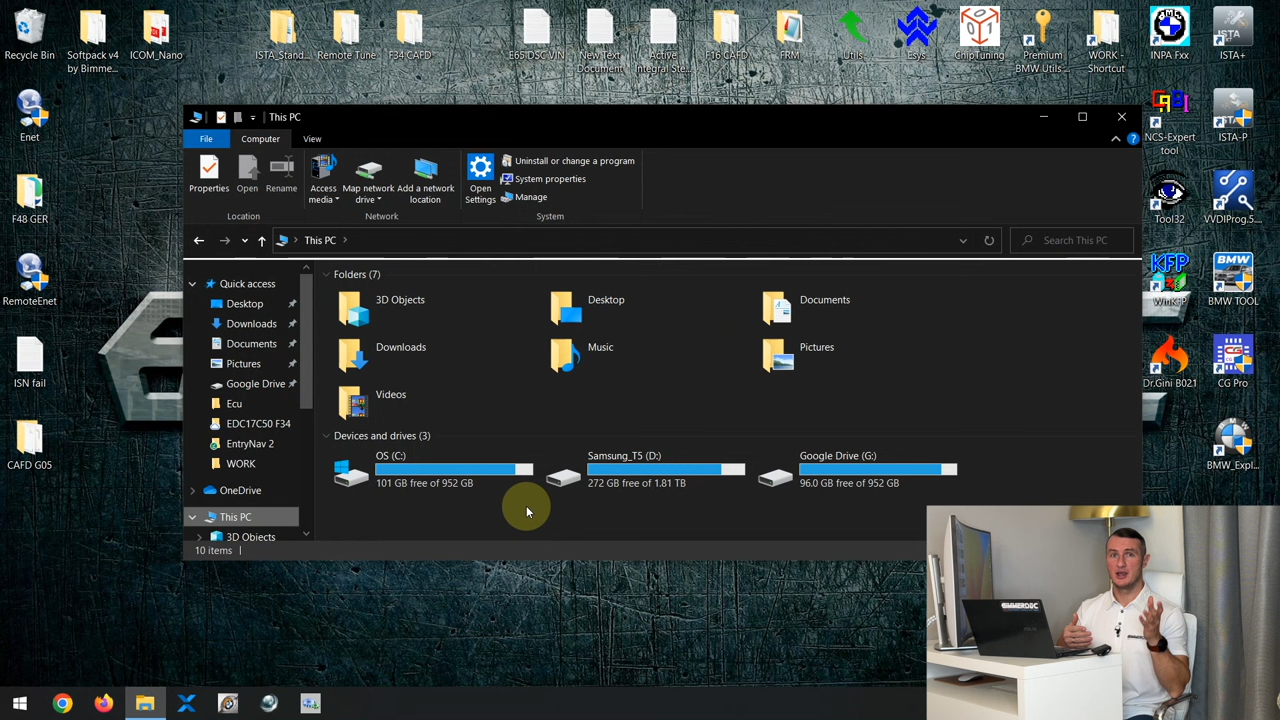 Recycle Bin
Softpack v4
by Bimme...
ICOM_Nano
ISTA_Stand...
Remote Tune
F34 CAFD
E65 DSC VIN
New Text
Document
Active
Integral Ste...
F16 CAFD
FRM
Utils
Esys
ChipTuning
Premium
BMW Utils ...
WORK -
Shortcut
INPA Fxx
ISTA
ISTA+
Enet
F48 GER
RemoteEnet
ISN fail
CAFD G05
NCS-Expert
tool
ISTA-P
Tool32
VVDIProg.5....
KFP
WinKFP
BMW
BMW TOOL
Dr.Gini B021
CG
CG Pro
BMW_Expl...
This PC
File
Computer
View
Properties
Open
Rename
Location
Access
media
Map network
drive
Add a network
location
Network
Open
Settings
Uninstall or change a program
System properties
Manage
System
This PC
Search This PC
Quick access
Desktop
Downloads
Documents
Pictures
Google Drive
Ecu
EDC17C50 F34
EntryNav 2
WORK
OneDrive
This PC
3D Objects
Folders (7)
3D Objects
Desktop
Documents
Downloads
Music
Pictures
Videos
Devices and drives (3)
OS (C:)
101 GB free of 952 GB
Samsung_T5 (D:)
272 GB free of 1.81 TB
Google Drive (G:)
96.0 GB free of 952 GB
10 items
BIMMERDOC